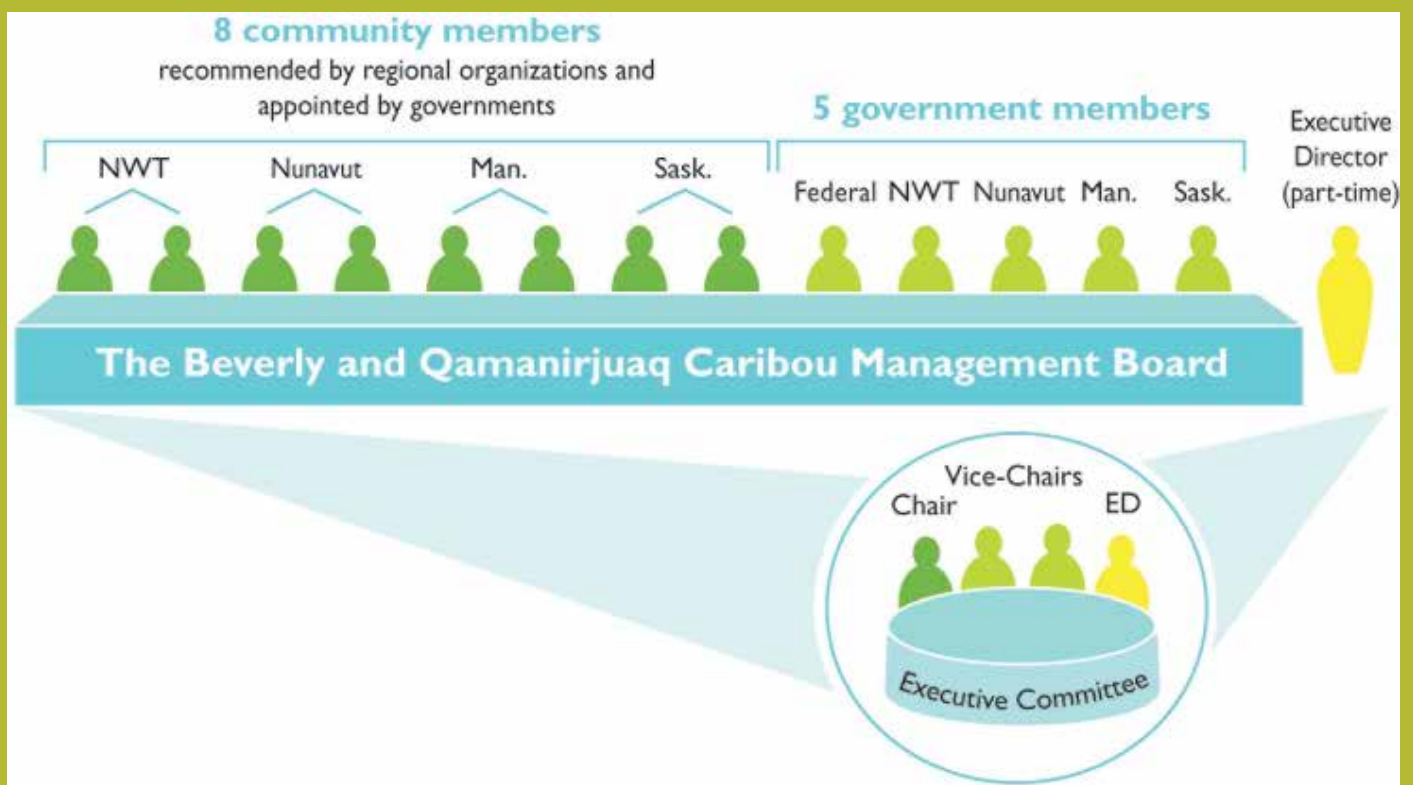 8 community members
recommended by regional organizations and
appointed by governments
NWT
Nunavut
Man.
Sask.
5 government members
Federal NWT Nunavut Man. Sask.
Executive
Director
(part-time)
The Beverly and Qamanirjuaq Caribou Management Board
Vice-Chairs
Chair
ED
Executive Committee